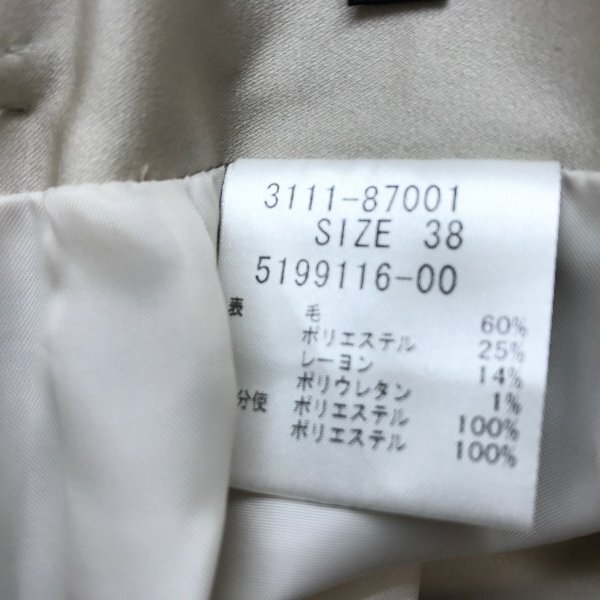 3111-87001
SIZE 38
5199116-00
表 毛 60%
ポリエステル 25%
レーヨン 14%
ポリウレタン 1%
分使 ポリエステル 100%
ポリエステル 100%